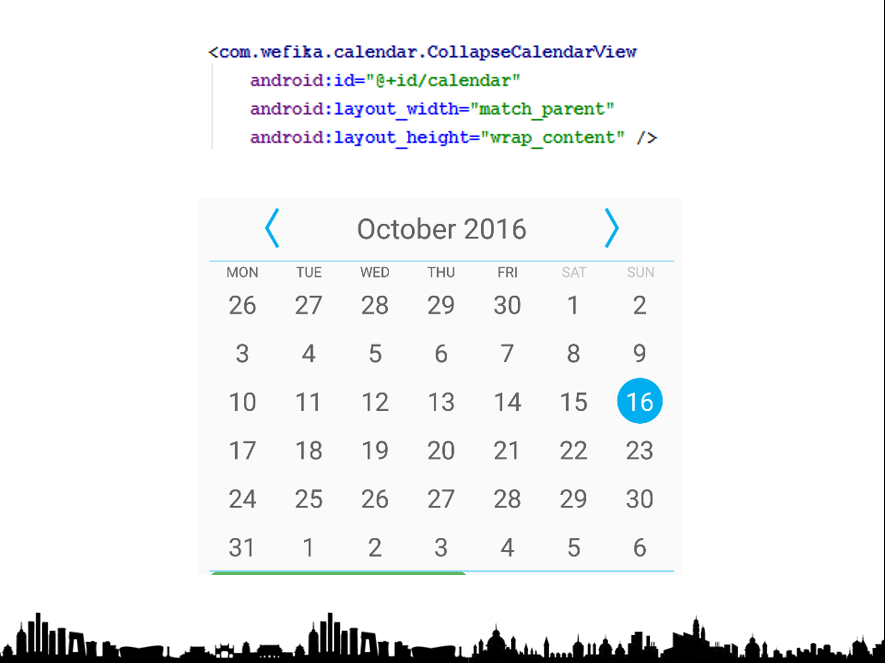 <com.wefika.calendar.CollapseCalendarView
android:id="@+id/calendar"
android:layout_width="match_parent"
android:layout_height="wrap_content" />
October 2016
MON TUE WED THU FRI SAT SUN
26 27 28 29 30 1 2
3 4 5 6 7 8 9
10 11 12 13 14 15 16
17 18 19 20 21 22 23
24 25 26 27 28 29 30
31 1 2 3 4 5 6